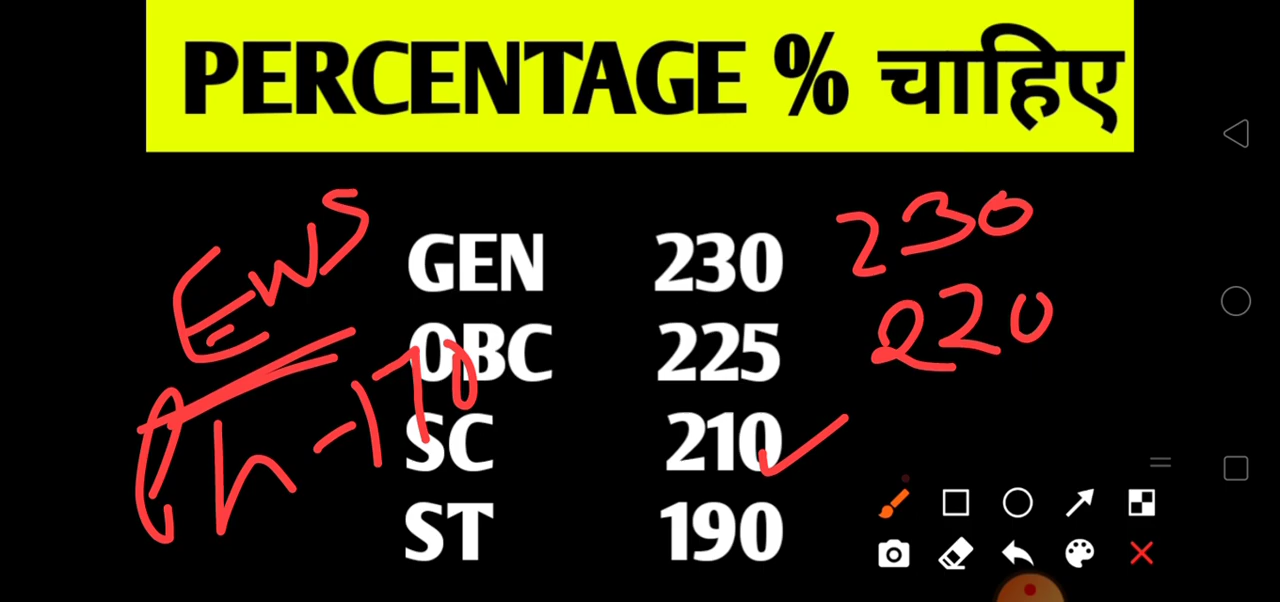 PERCENTAGE % चाहिए
EWS
GEN 230 230
OBC 225 220
SC 210
ST 190